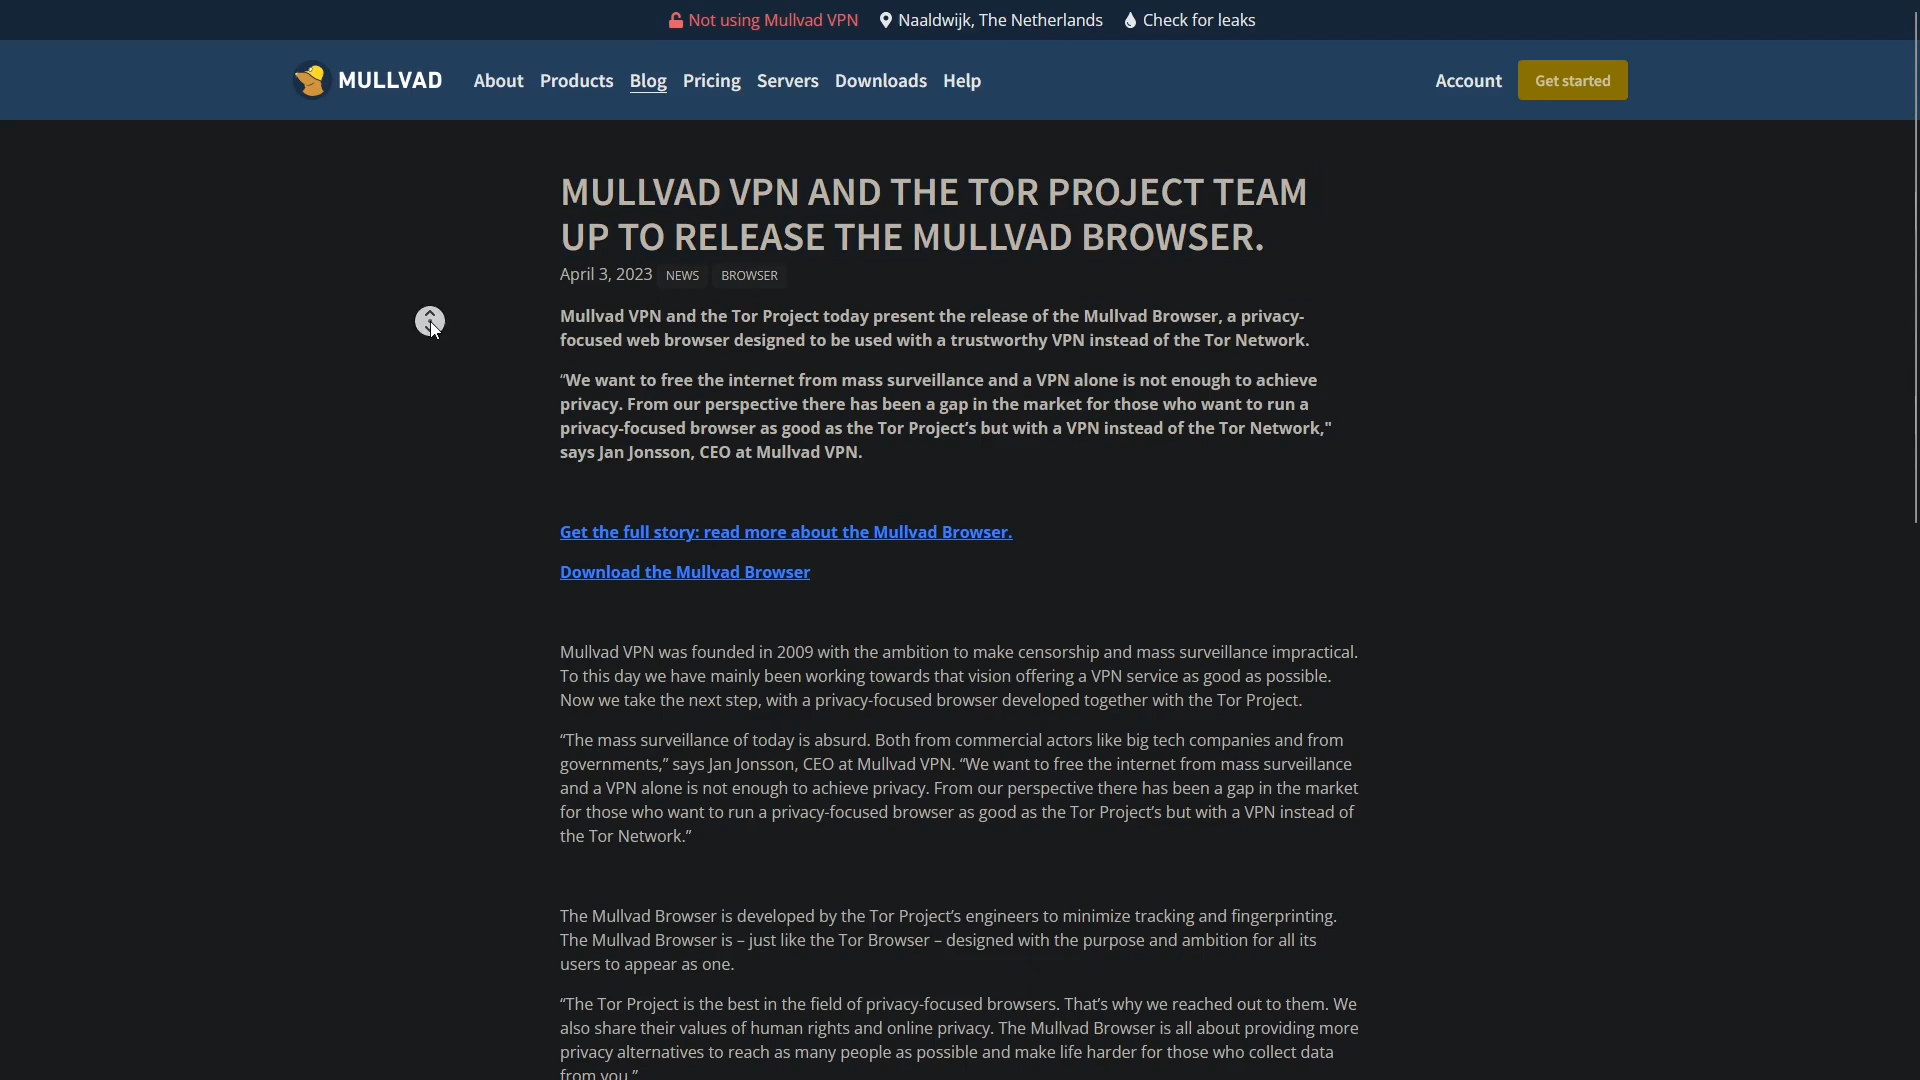 Not using Mullvad VPN Naaldwijk, The Netherlands Check for leaks
MULLVAD About Products Blog Pricing Servers Downloads Help Account Get started
MULLVAD VPN AND THE TOR PROJECT TEAM
UP TO RELEASE THE MULLVAD BROWSER.
April 3, 2023 NEWS BROWSER
Mullvad VPN and the Tor Project today present the release of the Mullvad Browser, a privacy-
focused web browser designed to be used with a trustworthy VPN instead of the Tor Network.
“We want to free the internet from mass surveillance and a VPN alone is not enough to achieve
privacy. From our perspective there has been a gap in the market for those who want to run a
privacy-focused browser as good as the Tor Project’s but with a VPN instead of the Tor Network,"
says Jan Jonsson, CEO at Mullvad VPN.
Get the full story: read more about the Mullvad Browser.
Download the Mullvad Browser
Mullvad VPN was founded in 2009 with the ambition to make censorship and mass surveillance impractical.
To this day we have mainly been working towards that vision offering a VPN service as good as possible.
Now we take the next step, with a privacy-focused browser developed together with the Tor Project.
“The mass surveillance of today is absurd. Both from commercial actors like big tech companies and from
governments,” says Jan Jonsson, CEO at Mullvad VPN. “We want to free the internet from mass surveillance
and a VPN alone is not enough to achieve privacy. From our perspective there has been a gap in the market
for those who want to run a privacy-focused browser as good as the Tor Project’s but with a VPN instead of
the Tor Network.”
The Mullvad Browser is developed by the Tor Project’s engineers to minimize tracking and fingerprinting.
The Mullvad Browser is – just like the Tor Browser – designed with the purpose and ambition for all its
users to appear as one.
“The Tor Project is the best in the field of privacy-focused browsers. That’s why we reached out to them. We
also share their values of human rights and online privacy. The Mullvad Browser is all about providing more
privacy alternatives to reach as many people as possible and make life harder for those who collect data
from you.”